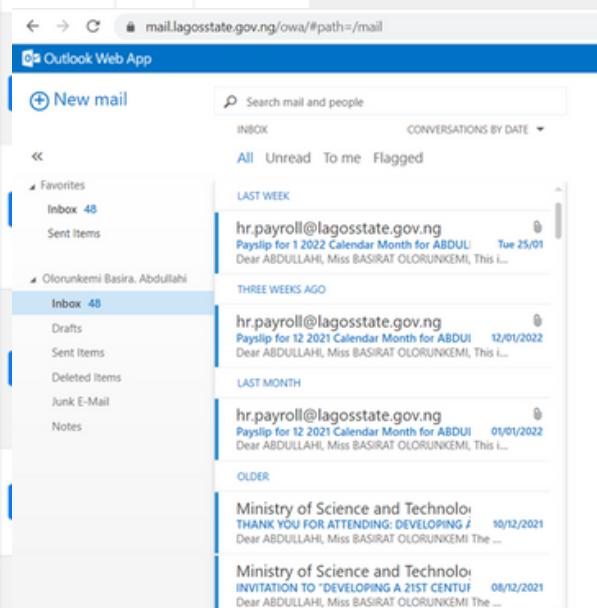 mail.lagosstate.gov.ng/owa/#path=/mail
Outlook Web App
New mail
Search mail and people
INBOX CONVERSATIONS BY DATE
All Unread To me Flagged
Favorites
Inbox 48
Sent Items
Olorunkemi Basira. Abdullahi
Inbox 48
Drafts
Sent Items
Deleted Items
Junk E-Mail
Notes
LAST WEEK
hr.payroll@lagosstate.gov.ng
Payslip for 1 2022 Calendar Month for ABDUL Tue 25/01
Dear ABDULLAHI, Miss BASIRAT OLORUNKEMI, This i...
THREE WEEKS AGO
hr.payroll@lagosstate.gov.ng
Payslip for 12 2021 Calendar Month for ABDU 12/01/2022
Dear ABDULLAHI, Miss BASIRAT OLORUNKEMI, This i...
LAST MONTH
hr.payroll@lagosstate.gov.ng
Payslip for 12 2021 Calendar Month for ABDU 01/01/2022
Dear ABDULLAHI, Miss BASIRAT OLORUNKEMI, This i...
OLDER
Ministry of Science and Technolo
THANK YOU FOR ATTENDING: DEVELOPING A 10/12/2021
Dear ABDULLAHI, Miss BASIRAT OLORUNKEMI The ...
Ministry of Science and Technolo
INVITATION TO "DEVELOPING A 21ST CENTUR 08/12/2021
Dear ABDULLAHI, Miss BASIRAT OLORUNKEMI The ...